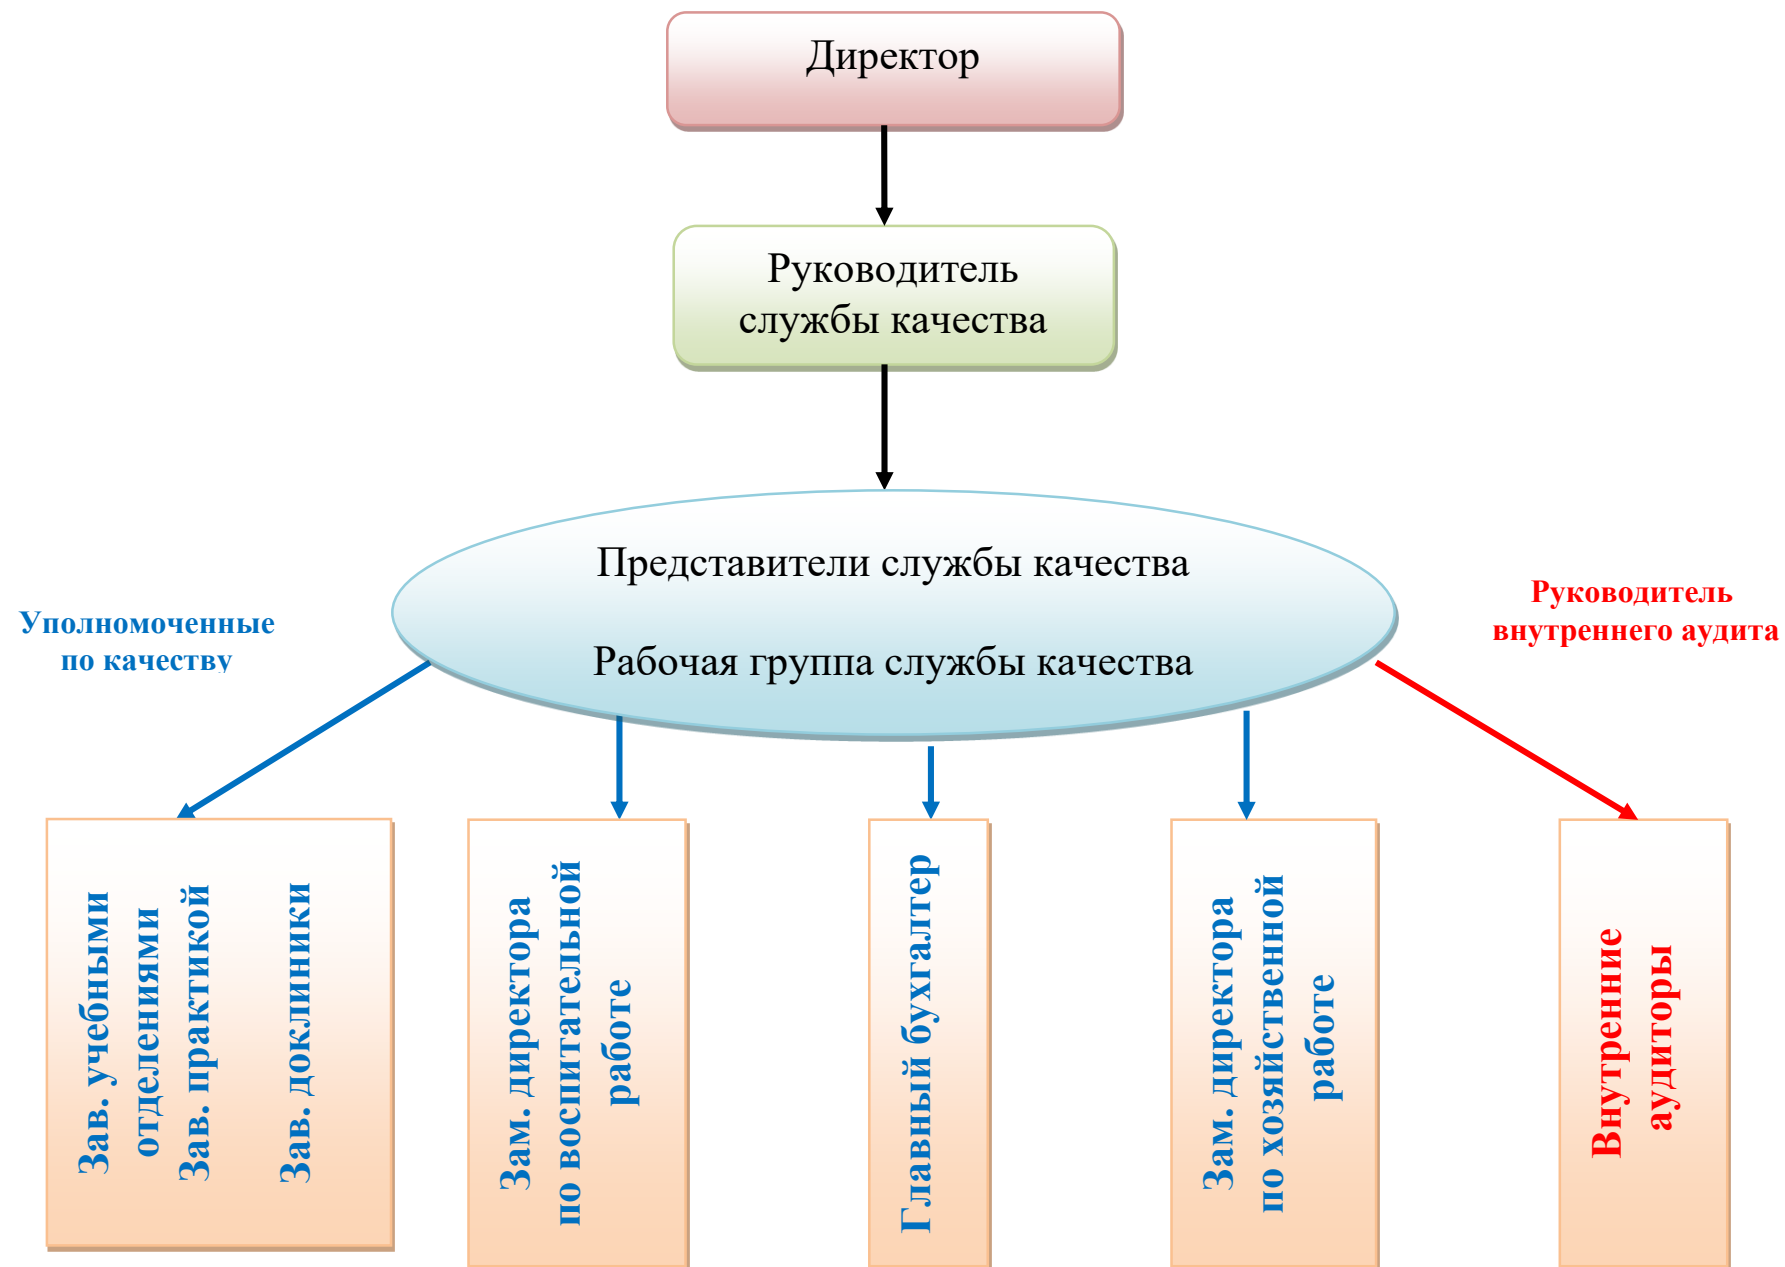 Директор
Руководитель
службы качества
Представители службы качества
Рабочая группа службы качества
Уполномоченные
по качеству
Руководитель
внутреннего аудита
Зав. учебными
отделениями
Зав. практикой
Зав. доклиники
Зам. директора
по воспитательной
работе
Главный бухгалтер
Зам. директора
по хозяйственной
работе
Внутренние
аудиторы